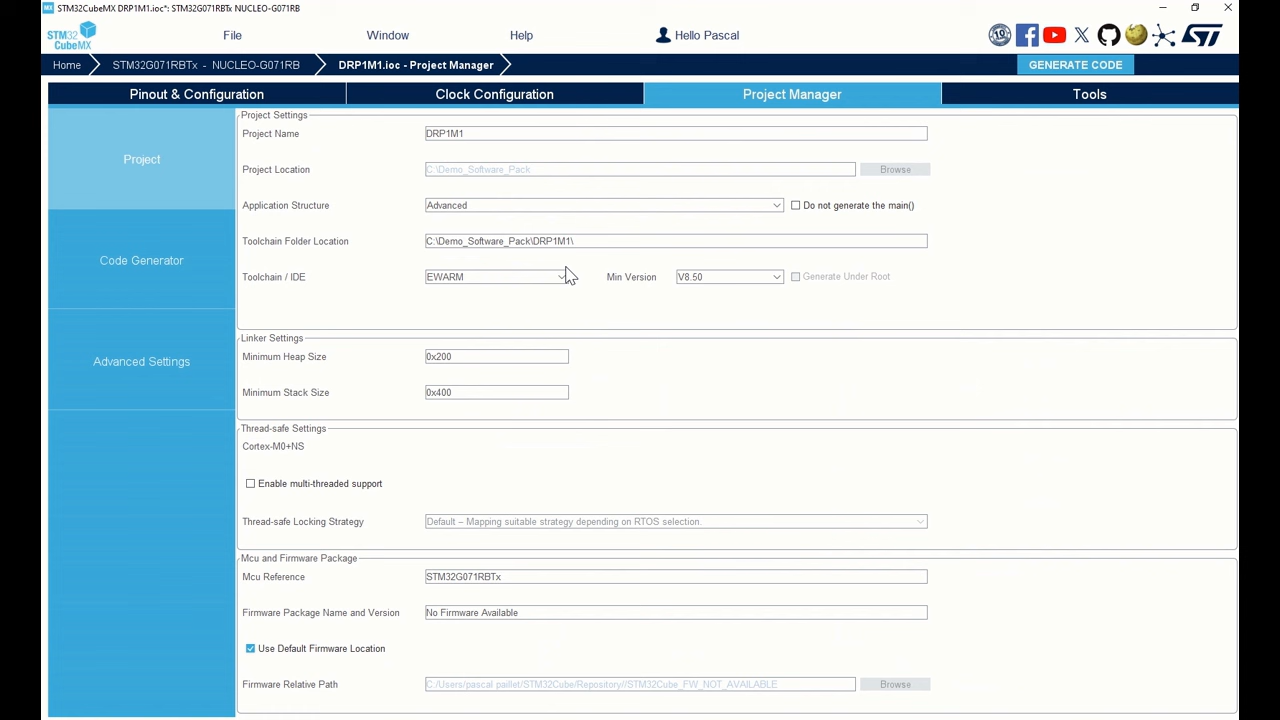 MX STM32CubeMX DRP1M1.ioc*: STM32G071RBTx NUCLEO-G071RB
STM32
CubeMX
File
Window
Help
Hello Pascal
10
Home
STM32G071RBTx - NUCLEO-G071RB
DRP1M1.ioc - Project Manager
GENERATE CODE
Pinout & Configuration
Clock Configuration
Project Manager
Tools
Project
Code Generator
Advanced Settings
Project Settings
Project Name
DRP1M1
Project Location
C:\Demo_Software_Pack
Browse
Application Structure
Advanced
Do not generate the main()
Toolchain Folder Location
C:\Demo_Software_Pack\DRP1M1\
Toolchain / IDE
EWARM
Min Version
V8.50
Generate Under Root
Linker Settings
Minimum Heap Size
0x200
Minimum Stack Size
0x400
Thread-safe Settings
Cortex-M0+NS
Enable multi-threaded support
Thread-safe Locking Strategy
Default – Mapping suitable strategy depending on RTOS selection.
Mcu and Firmware Package
Mcu Reference
STM32G071RBTx
Firmware Package Name and Version
No Firmware Available
Use Default Firmware Location
Firmware Relative Path
C:/Users/pascal paillet/STM32Cube/Repository//STM32Cube_FW_NOT_AVAILABLE
Browse